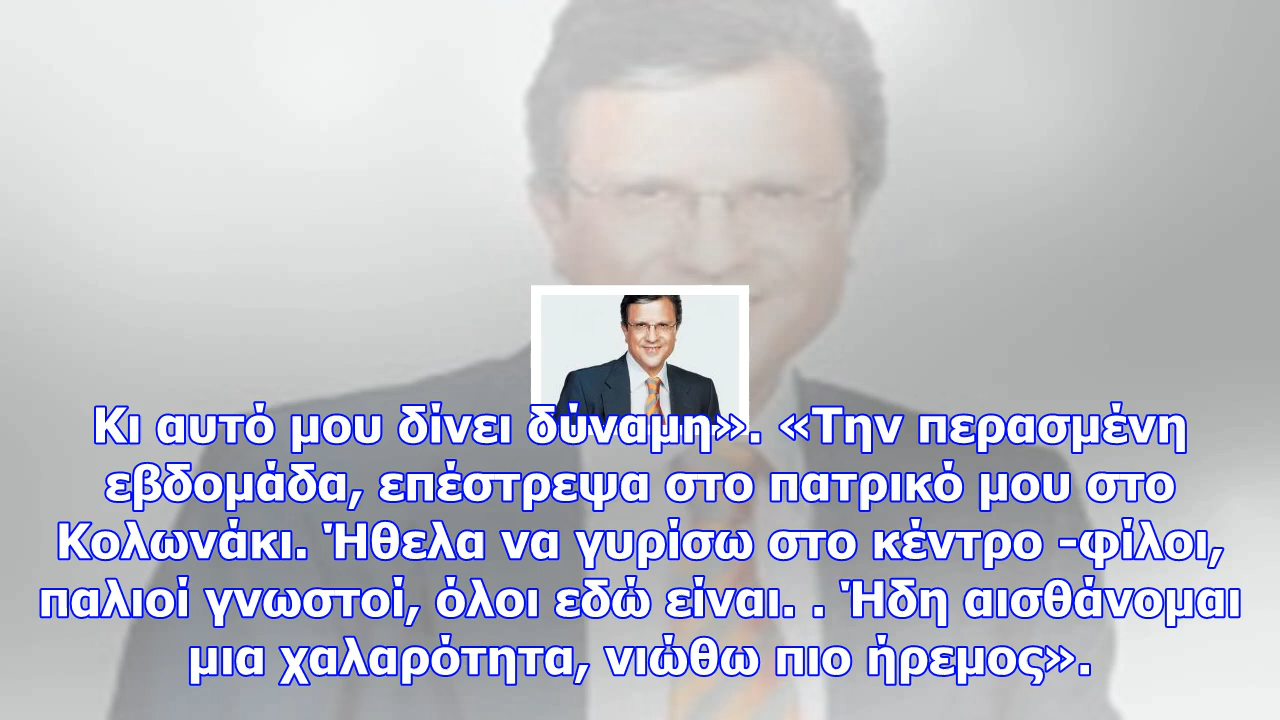 Κι αυτό μου δίνει δύναμη». «Την περασμένη
εβδομάδα, επέστρεψα στο πατρικό μου στο
Κολωνάκι. Ήθελα να γυρίσω στο κέντρο -φίλοι,
παλιοί γνωστοί, όλοι εδώ είναι. . Ήδη αισθάνομαι
μια χαλαρότητα, νιώθω πιο ήρεμος».